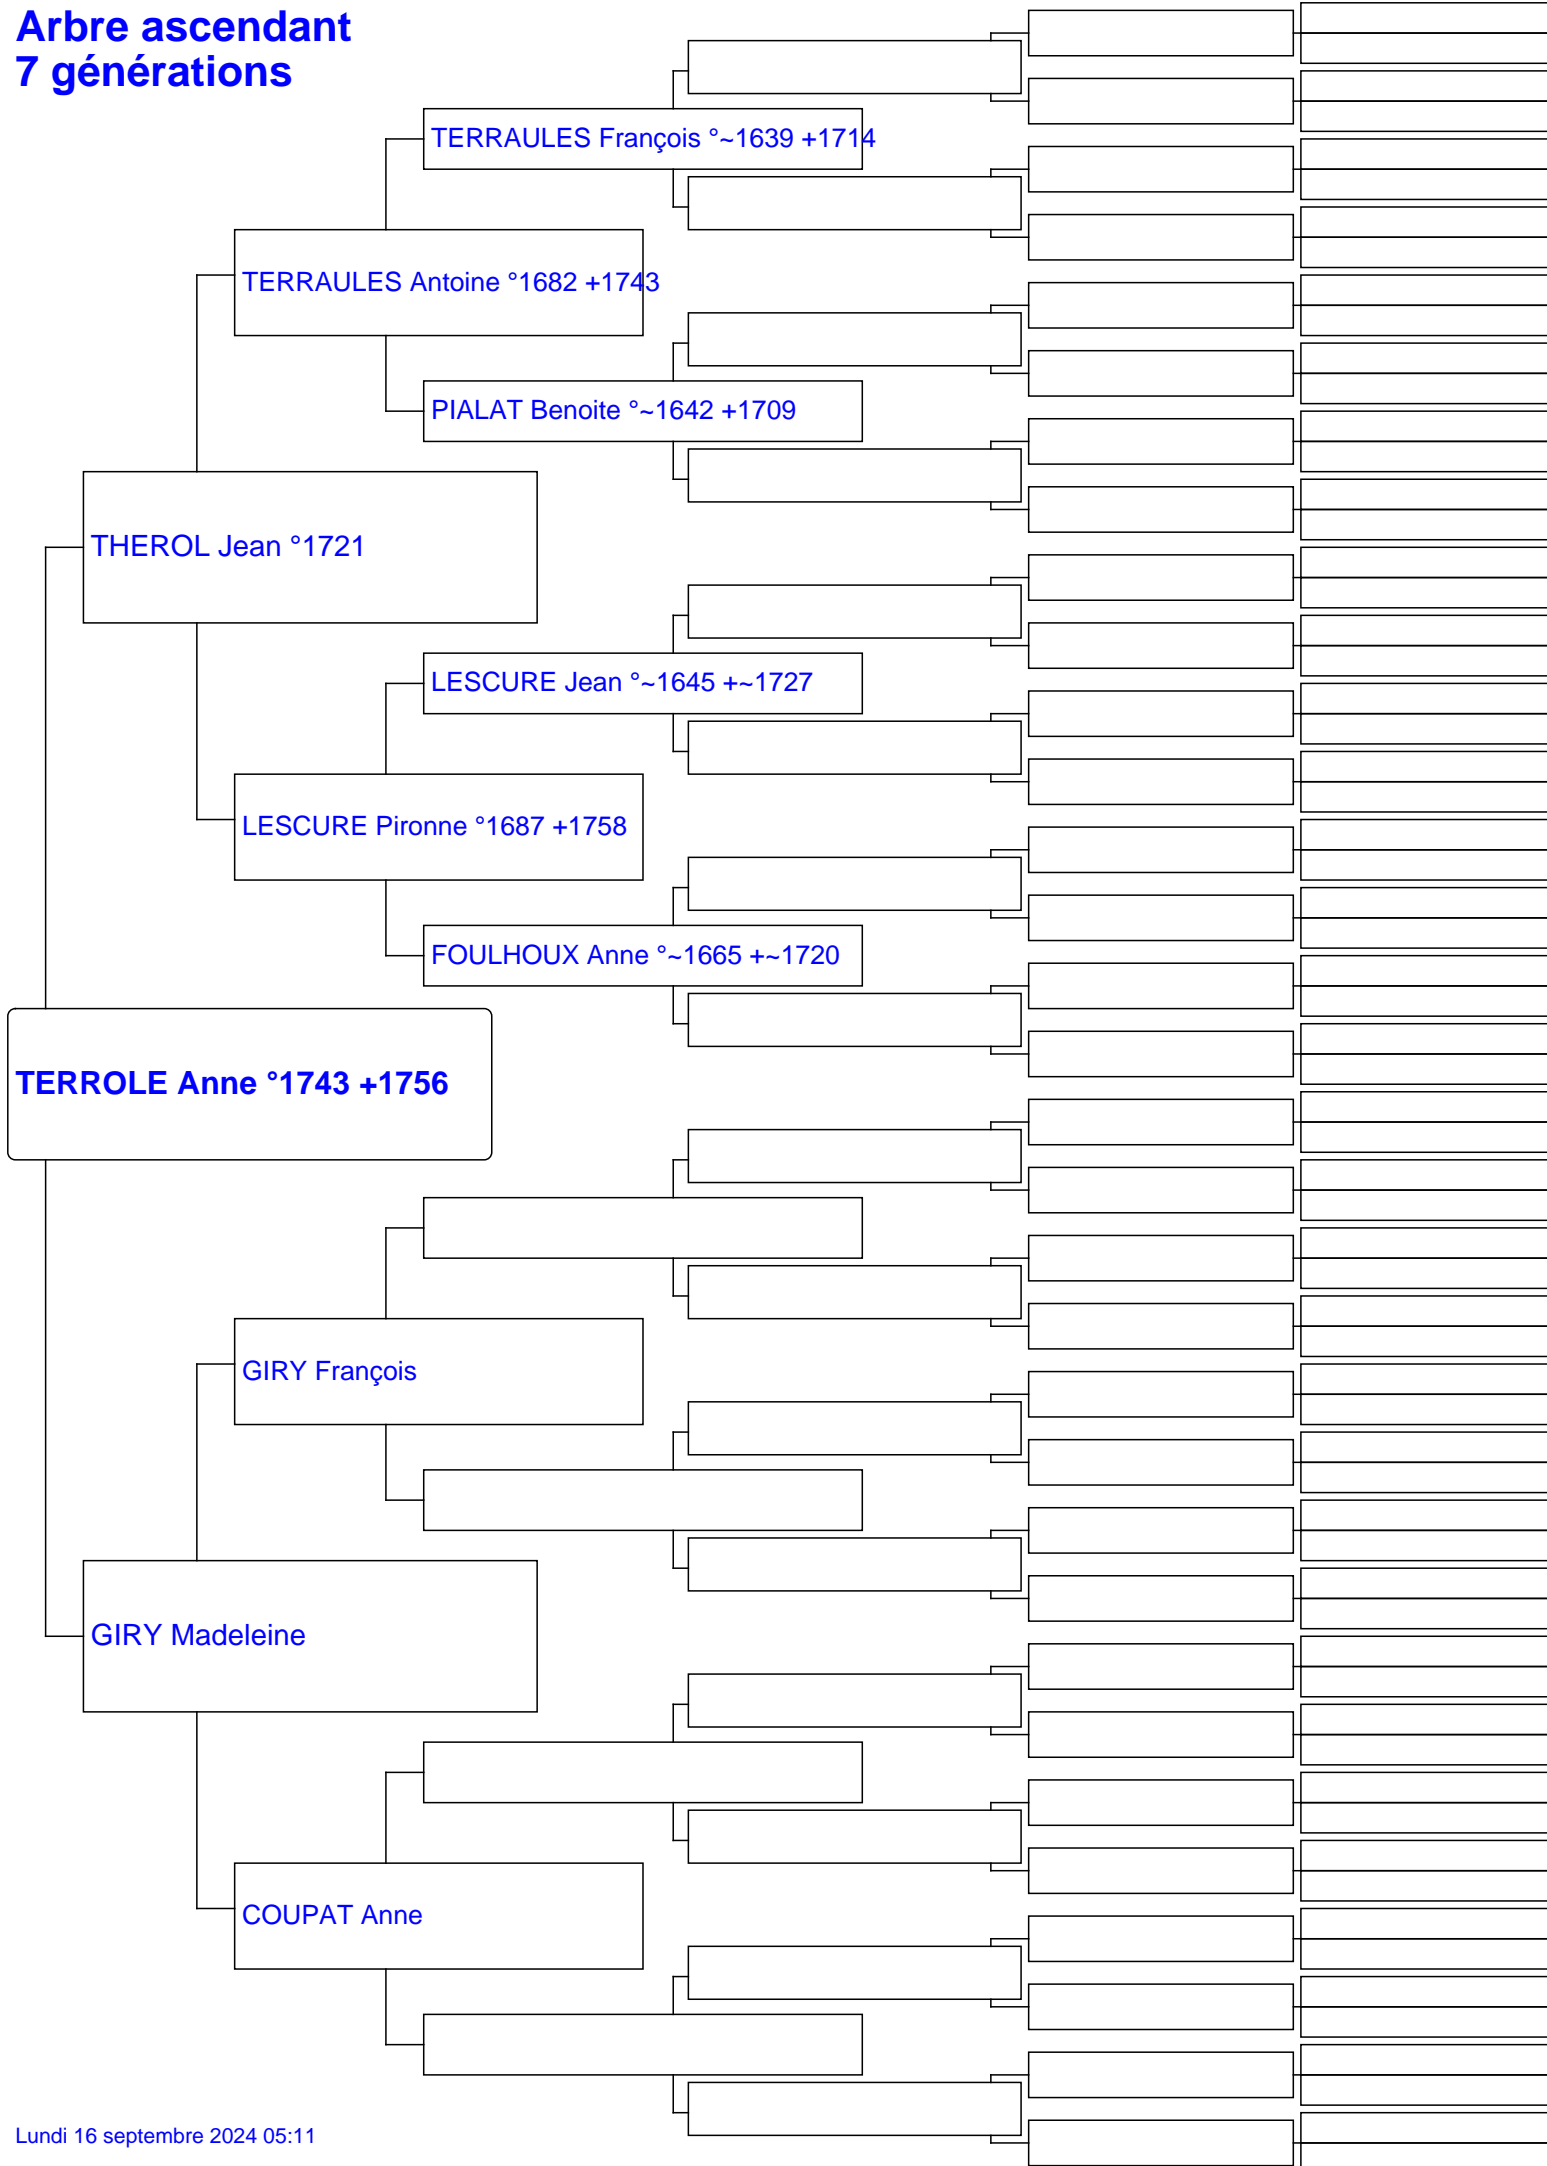 Arbre ascendant
7 générations
TERRAULES François °~1639 +1714
TERRAULES Antoine °1682 +1743
PIALAT Benoite °~1642 +1709
THEROL Jean °1721
LESCURE Jean °~1645 +~1727
LESCURE Pironne °1687 +1758
FOULHOUX Anne °~1665 +~1720
TERROLE Anne °1743 +1756
GIRY François
GIRY Madeleine
COUPAT Anne
Lundi 16 septembre 2024 05:11